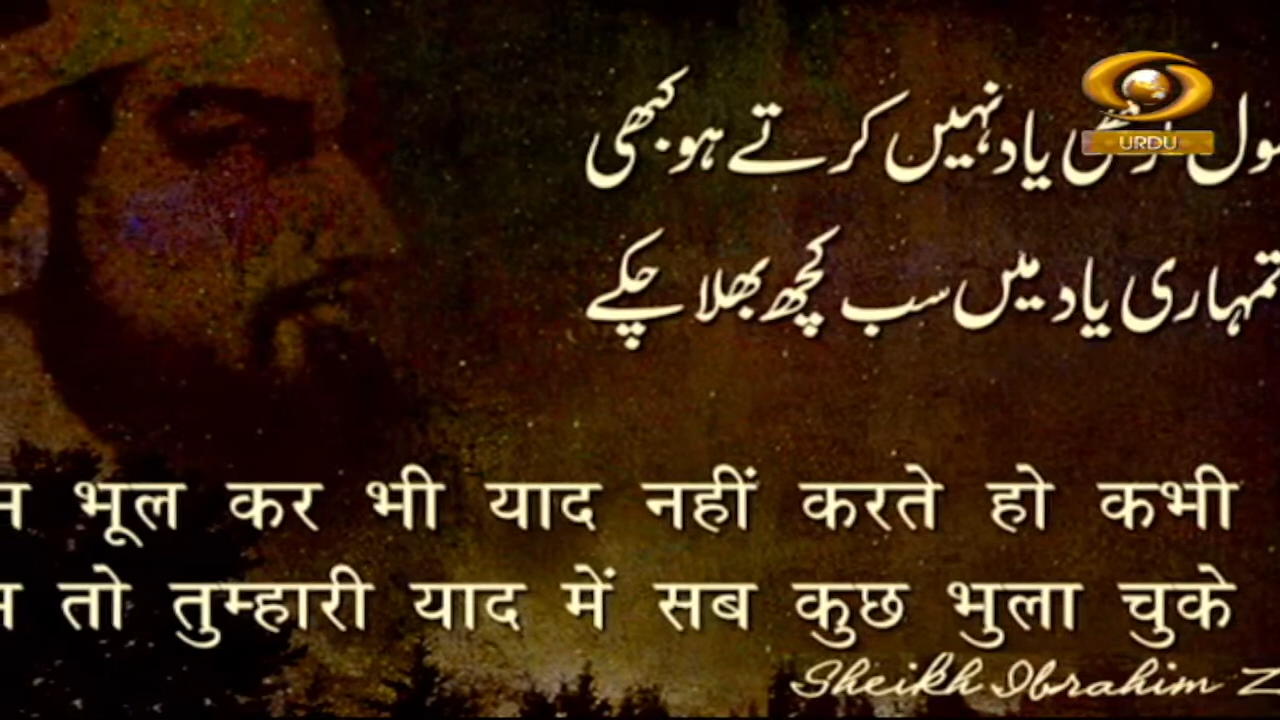 یاد نہیں کرتے ہو کبھی
URDU
تمہاری یاد میں سب کچھ بھلا چکے
भूल कर भी याद नहीं करते हो कभी
तो तुम्हारी याद में सब कुछ भुला चुके
Sheikh Ibrahim